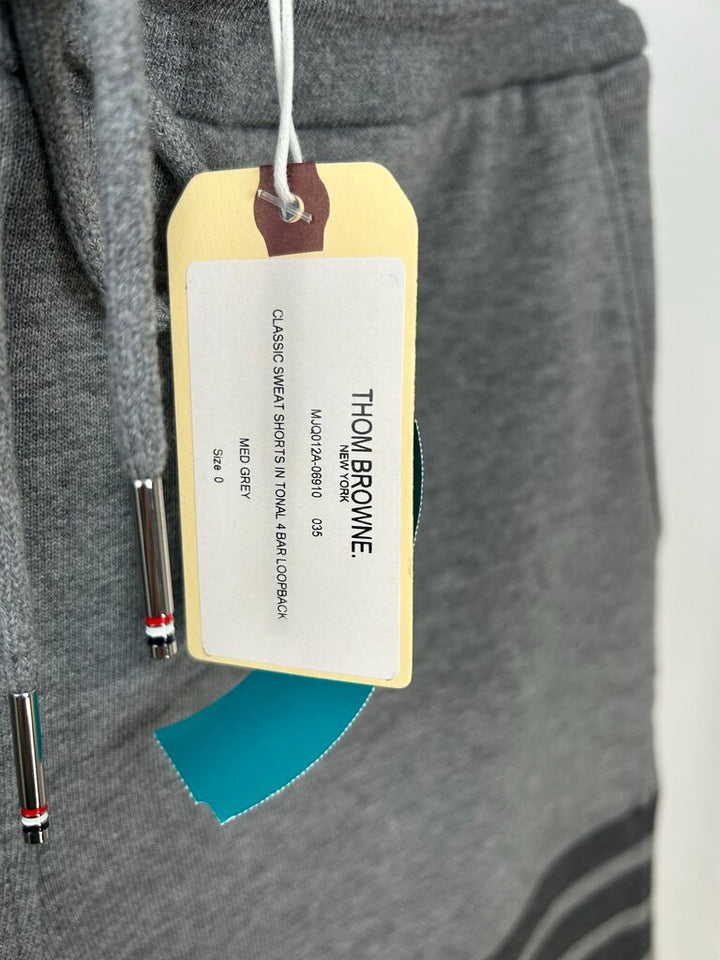 THOM BROWNE.
NEW YORK
MJQ012A-06910 035
CLASSIC SWEAT SHORTS IN TONAL 4 BAR LOOPBACK
MED GREY
Size 0